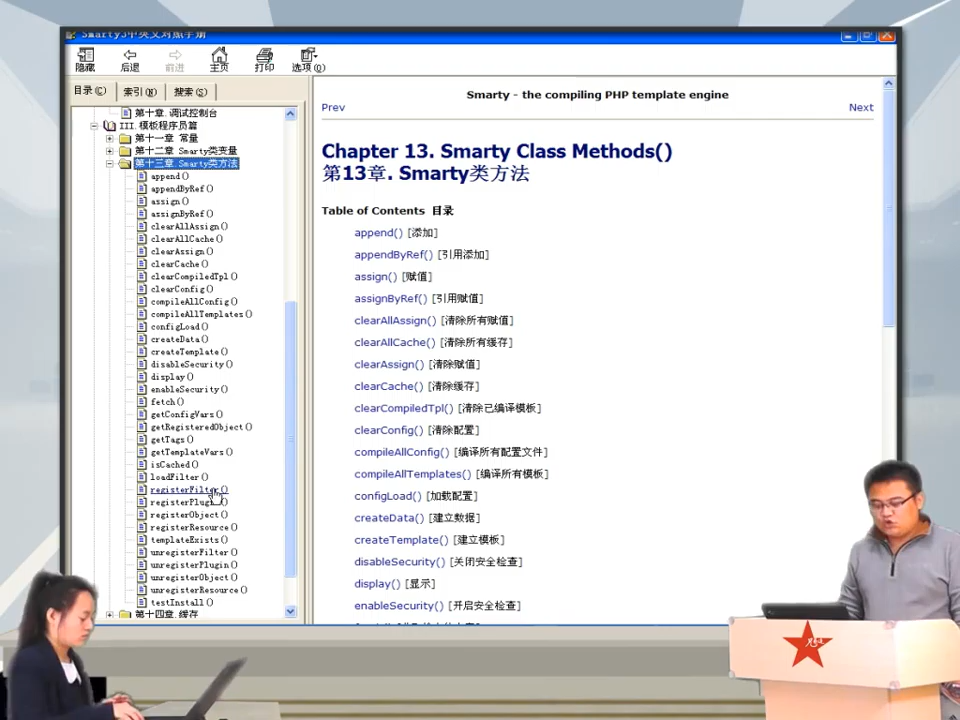 Smarty3中英文对照手册
隐藏 后退 前进 主页 打印 选项(O)
目录(C) 索引(N) 搜索(S)
第十章.调试控制台
III.模板程序员篇
第十一章 常量
第十二章 Smarty类变量
第十三章.Smarty类方法
append()
appendByRef()
assign()
assignByRef()
clearAllAssign()
clearAllCache()
clearAssign()
clearCache()
clearCompiledTpl()
clearConfig()
compileAllConfig()
compileAllTemplates()
configLoad()
createData()
createTemplate()
disableSecurity()
display()
enableSecurity()
fetch()
getConfigVars()
getRegisteredObject()
getTags()
getTemplateVars()
isCached()
loadFilter()
registerFilter()
registerPlugin()
registerObject()
registerResource()
templateExists()
unregisterFilter()
unregisterPlugin()
unregisterObject()
unregisterResource()
testInstall()
第十四章.缓存
Smarty - the compiling PHP template engine
Prev Next
Chapter 13. Smarty Class Methods()
第13章. Smarty类方法
Table of Contents 目录
append() [添加]
appendByRef() [引用添加]
assign() [赋值]
assignByRef() [引用赋值]
clearAllAssign() [清除所有赋值]
clearAllCache() [清除所有缓存]
clearAssign() [清除赋值]
clearCache() [清除缓存]
clearCompiledTpl() [清除已编译模板]
clearConfig() [清除配置]
compileAllConfig() [编译所有配置文件]
compileAllTemplates() [编译所有模板]
configLoad() [加载配置]
createData() [建立数据]
createTemplate() [建立模板]
disableSecurity() [关闭安全检查]
display() [显示]
enableSecurity() [开启安全检查]